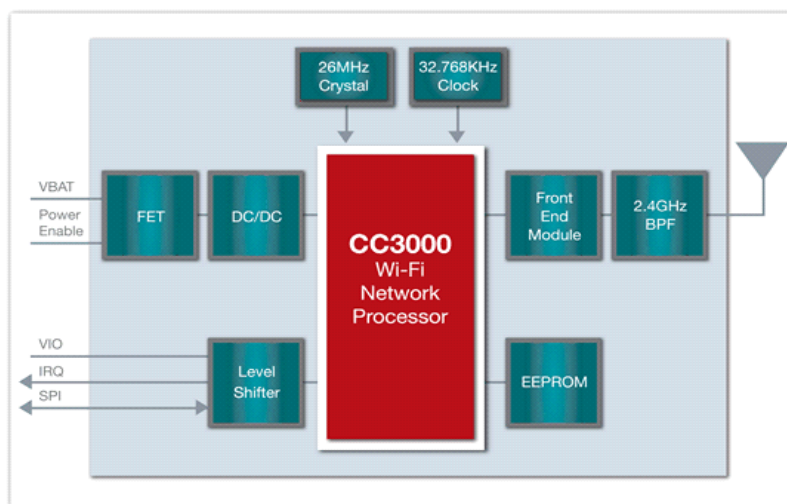 26MHz
Crystal
32.768KHz
Clock
VBAT
Power
Enable
FET
DC/DC
CC3000
Wi-Fi
Network
Processor
Front
End
Module
2.4GHz
BPF
VIO
IRQ
SPI
Level
Shifter
EEPROM